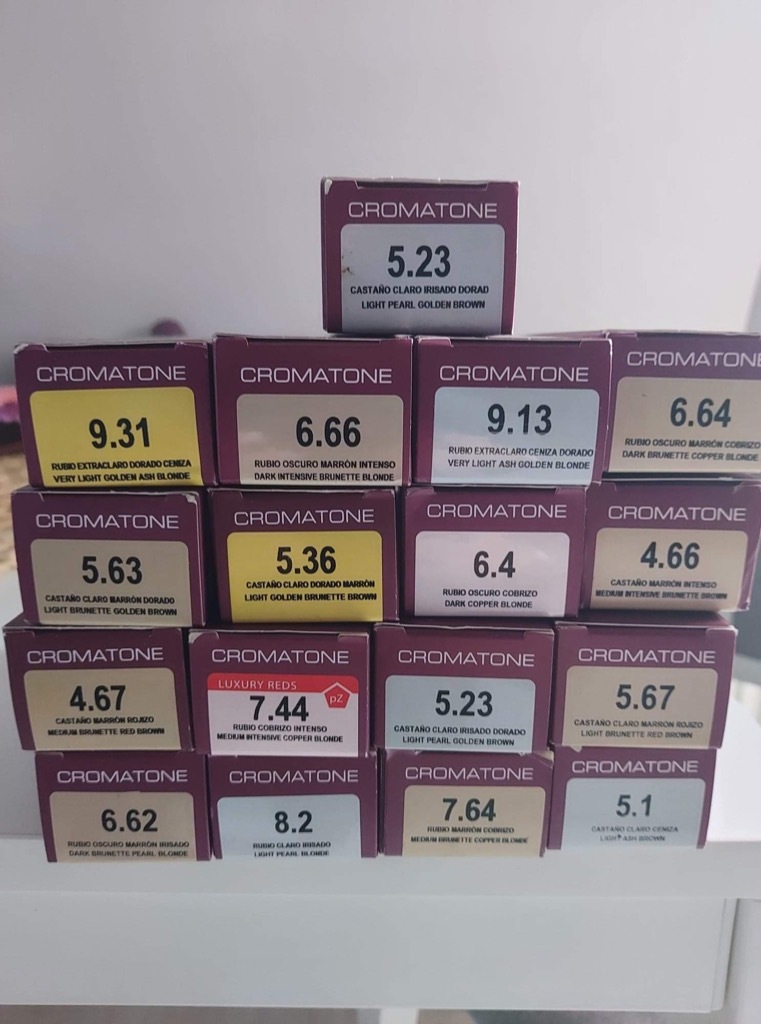 CROMATONE
5.23
CASTAÑO CLARO IRISADO DORAD
LIGHT PEARL GOLDEN BROWN
CROMATONE
9.31
RUBIO EXTRACLARO DORADO CENIZA
VERY LIGHT GOLDEN ASH BLONDE
CROMATONE
6.66
RUBIO OSCURO MARRÓN INTENSO
DARK INTENSIVE BRUNETTE BLONDE
CROMATONE
9.13
RUBIO EXTRACLARO CENIZA DORADO
VERY LIGHT ASH GOLDEN BLONDE
CROMATONE
6.64
RUBIO OSCURO MARRÓN COBRIZO
DARK BRUNETTE COPPER BLONDE
CROMATONE
5.63
CASTAÑO CLARO MARRÓN DORADO
LIGHT BRUNETTE GOLDEN BROWN
CROMATONE
5.36
CASTAÑO CLARO DORADO MARRÓN
LIGHT GOLDEN BRUNETTE BROWN
CROMATONE
6.4
RUBIO OSCURO COBRIZO
DARK COPPER BLONDE
CROMATONE
4.66
CASTAÑO MARRÓN INTENSO
MEDIUM INTENSIVE BRUNETTE BROWN
CROMATONE
4.67
CASTAÑO MARRÓN ROJIZO
MEDIUM BRUNETTE RED BROWN
CROMATONE
LUXURY REDS
pZ
7.44
RUBIO COBRIZO INTENSO
MEDIUM INTENSIVE COPPER BLONDE
CROMATONE
5.23
CASTAÑO CLARO IRISADO DORADO
LIGHT PEARL GOLDEN BROWN
CROMATONE
5.67
CASTAÑO CLARO MARRÓN ROJIZO
LIGHT BRUNETTE RED BROWN
CROMATONE
6.62
RUBIO OSCURO MARRÓN IRISADO
DARK BRUNETTE PEARL BLONDE
CROMATONE
8.2
RUBIO CLARO IRISADO
LIGHT PEARL BLONDE
CROMATONE
7.64
RUBIO MARRÓN COBRIZO
MEDIUM BRUNETTE COPPER BLONDE
CROMATONE
5.1
CASTAÑO CLARO CENIZA
LIGHT ASH BROWN